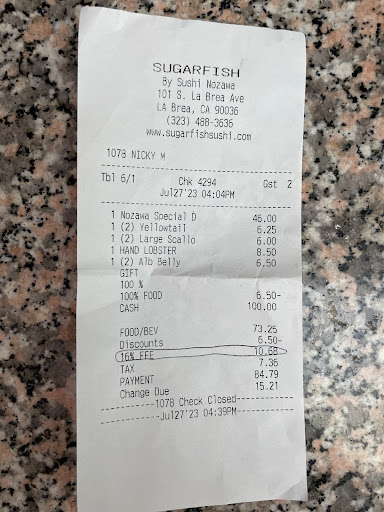 SUGARFISH
By Sushi Nozawa
101 S. La Brea Ave
LA Brea, CA 90036
(323) 488-3636
www.sugarfishsushi.com
1078 NICKY M
Tbl 6/1 Chk 4294 Gst 2
Jul27'23 04:04PM
1 Nozawa Special D 46.00
1 (2) Yellowtail 6.25
1 (2) Large Scallo 6.00
1 HAND LOBSTER 8.50
1 (2) Alb Belly 6.50
GIFT
100 %
100% FOOD 6.50-
CASH 100.00
FOOD/BEV 73.25
Discounts 6.50-
16% FEE 10.68
TAX 7.36
PAYMENT 84.79
Change Due 15.21
----------1078 Check Closed----------
----------Jul27'23 04:39PM----------